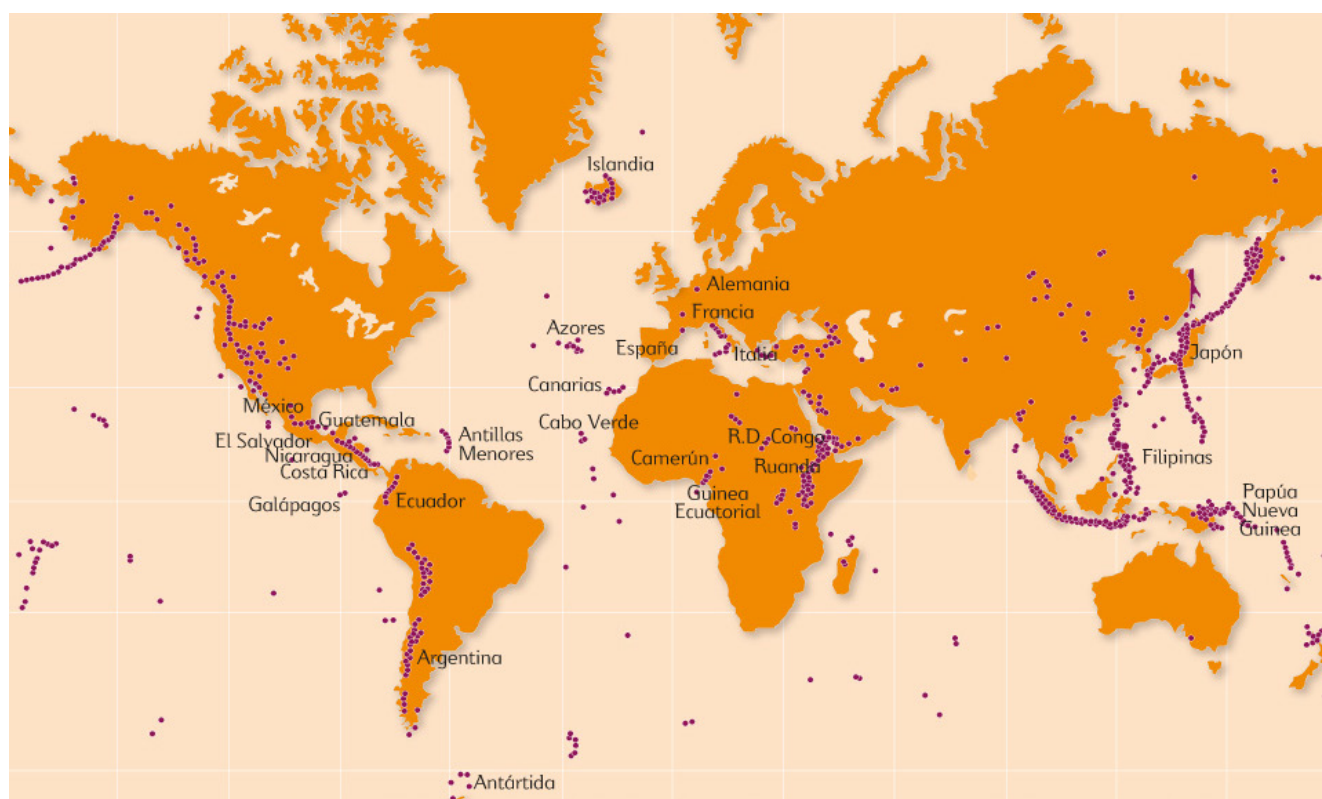 Islandia
Alemania
Francia
Azores
España
Italia
Japón
Canarias
México
Guatemala
Cabo Verde
Antillas
Menores
El Salvador
R.D. Congo
Nicaragua
Costa Rica
Camerún
Ruanda
Filipinas
Galápagos
Ecuador
Guinea
Ecuatorial
Papúa
Nueva
Guinea
Argentina
Antártida